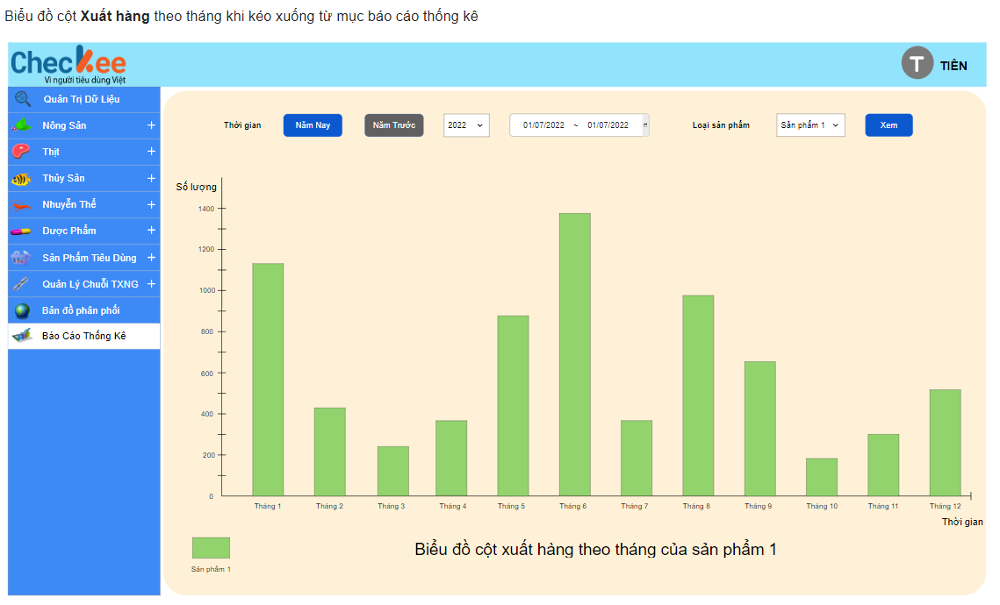 Biểu đồ cột Xuất hàng theo tháng khi kéo xuống từ mục báo cáo thống kê
Checkee
Vì người tiêu dùng Việt
T TIÊN
Quản Trị Dữ Liệu
Nông Sản +
Thịt +
Thủy Sản +
Nhuyễn Thể +
Dược Phẩm +
Sản Phẩm Tiêu Dùng +
Quản Lý Chuỗi TXNG +
Bản đồ phân phối
Báo Cáo Thống Kê
Thời gian Năm Nay Năm Trước 2022 01/07/2022 ~ 01/07/2022 Loại sản phẩm Sản phẩm 1 Xem
Số lượng
1400
1200
1000
800
600
400
200
0
Tháng 1 Tháng 2 Tháng 3 Tháng 4 Tháng 5 Tháng 6 Tháng 7 Tháng 8 Tháng 9 Tháng 10 Tháng 11 Tháng 12
Thời gian
Biểu đồ cột xuất hàng theo tháng của sản phẩm 1
Sản phẩm 1